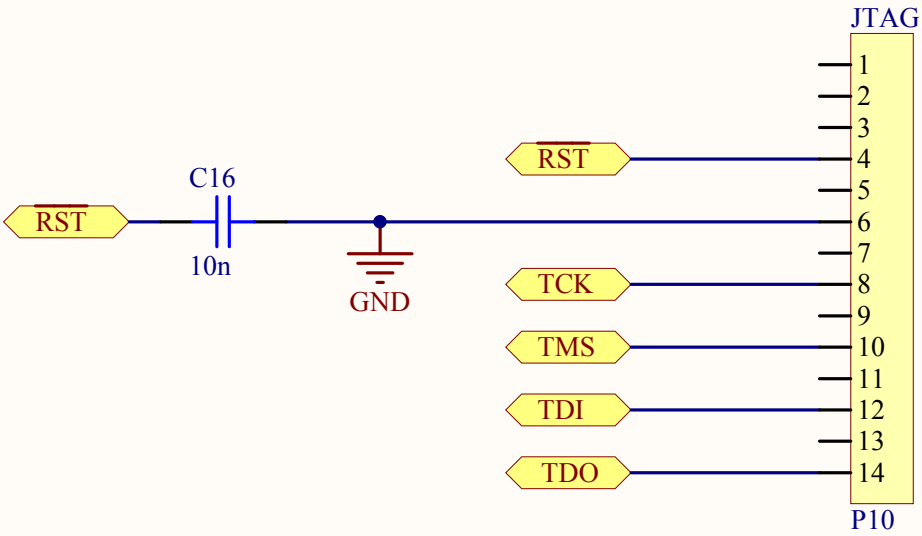 JTAG
1
2
3
RST 4
C16
5
RST
6
10n
7
GND
TCK 8
9
TMS 10
11
TDI 12
13
TDO 14
P10